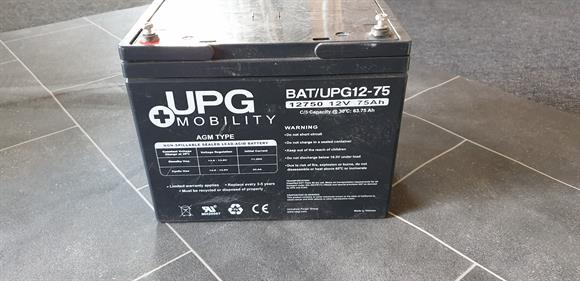 UPG
MOBILITY
AGM TYPE
NON-SPILLABLE SEALED LEAD-ACID BATTERY
Voltage Regulation
Initial Current
• Limited warranty applies • Replace every 3-5 years
• Must be recycled or disposed of properly
BAT/UPG12-75
12750 12V 75Ah
C/5 Capacity @ 30°C: 63.75 Ah
WARNING
Do not short circuit
Do not charge in a sealed container
Keep out of the reach of children
Do not discharge below 10.5V under load
Due to risk of fire, explosion or burns, do not
disassemble or heat above 60°C or incinerate